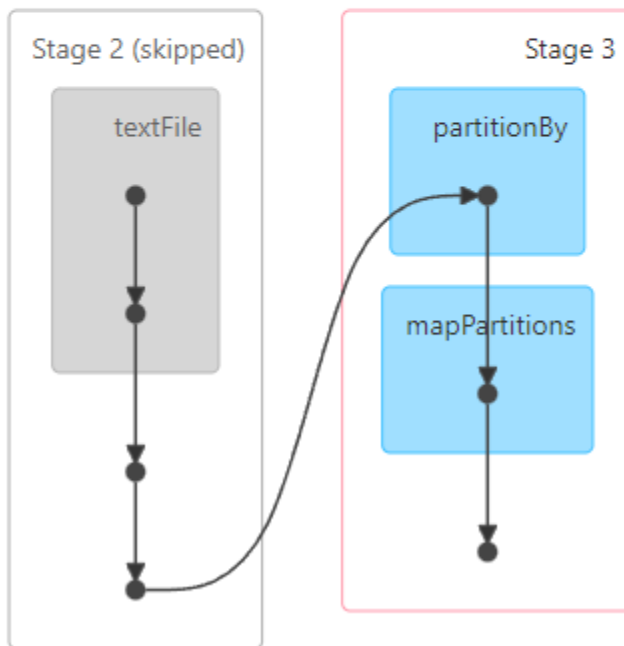 Stage 2 (skipped)
textFile
Stage 3
partitionBy
mapPartitions